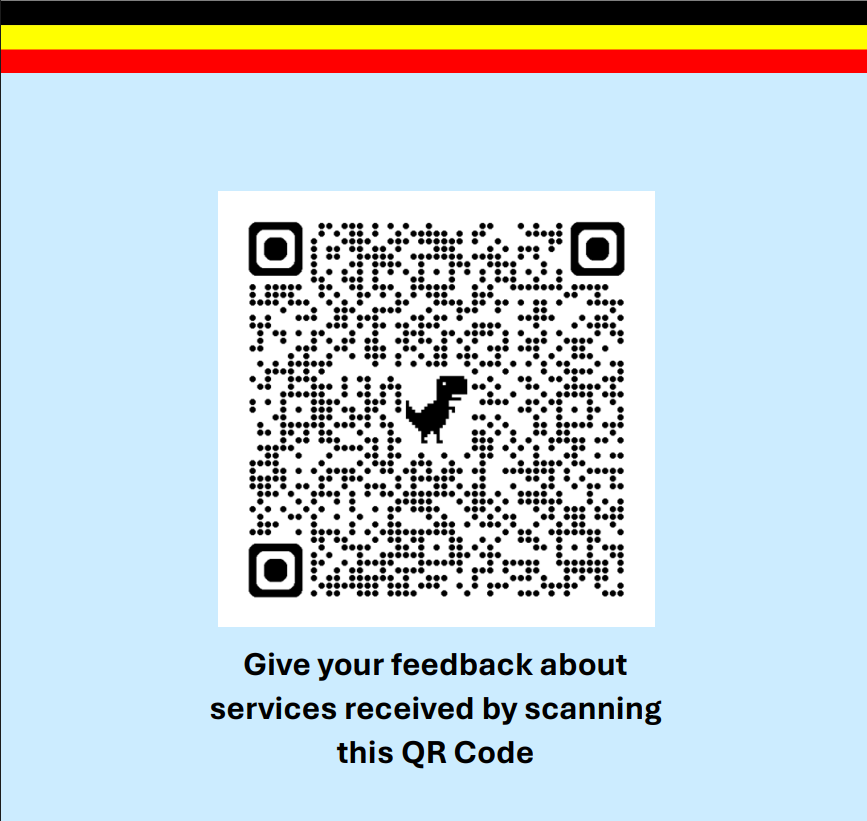 Give your feedback about
services received by scanning
this QR Code